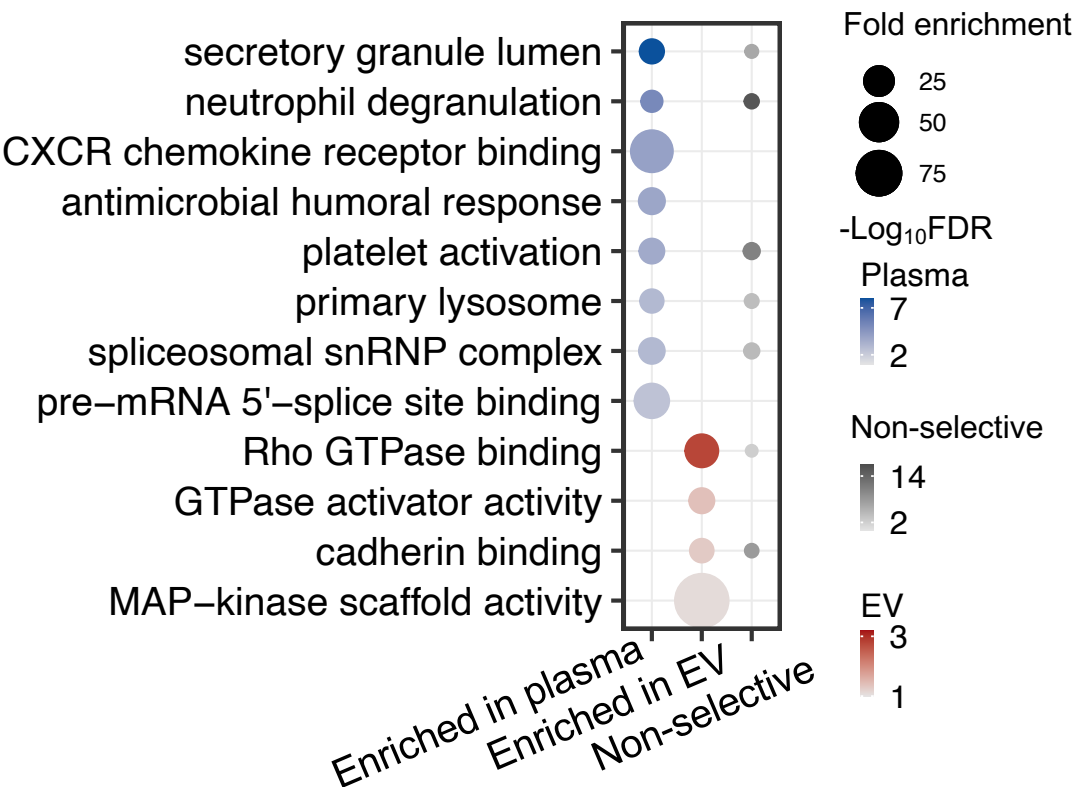 secretory granule lumen
neutrophil degranulation
CXCR chemokine receptor binding
antimicrobial humoral response
platelet activation
primary lysosome
spliceosomal snRNP complex
pre−mRNA 5'−splice site binding
Rho GTPase binding
GTPase activator activity
cadherin binding
MAP−kinase scaffold activity
Enriched in plasma
Enriched in EV
Non-selective
Fold enrichment
25
50
75
-Log₁₀FDR
Plasma
7
2
Non-selective
14
2
EV
3
1